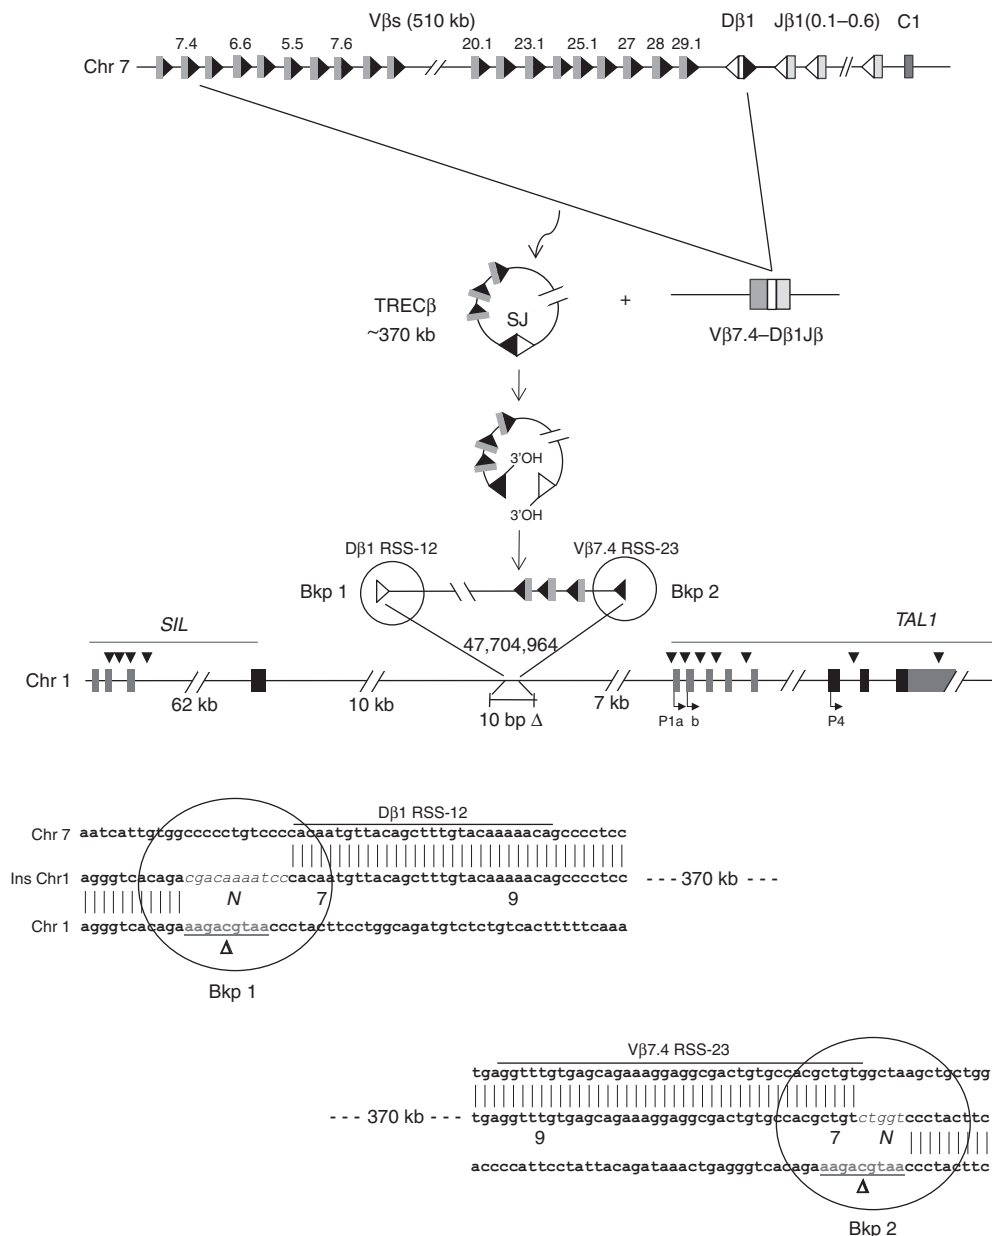 Vβs (510 kb) Dβ1 Jβ1(0.1–0.6) C1
7.4 6.6 5.5 7.6 20.1 23.1 25.1 27 28 29.1
Chr 7
TRECβ
~370 kb
SJ
+
Vβ7.4–Dβ1Jβ
3'OH
3'OH
Dβ1 RSS-12 Vβ7.4 RSS-23
Bkp 1 Bkp 2
SIL 47,704,964 TAL1
Chr 1
62 kb 10 kb 10 bp Δ 7 kb P1a b P4
Dβ1 RSS-12
Chr 7 aatcattgtggccccctgtccccacaatgttacagctttgtacaaaaacagcccctcc
Ins Chr1 agggtcacagacgacaaaatcccacaatgttacagctttgtacaaaaacagcccctcc - - - 370 kb - - -
N 7 9
Chr 1 agggtcacagaaagacgtaaccctacttcctggcagatgtctctgtcactttttcaaa
Δ
Bkp 1
Vβ7.4 RSS-23
tgaggtttgtgagcagaaaggaggcgactgtgccacgctgtggctaagctgctgg
- - - 370 kb - - - tgaggtttgtgagcagaaaggaggcgactgtgccacgctgtctggtccctacttc
9 7 N
accccattcctattacagataaactgagggtcacagaaagacgtaaccctacttc
Δ
Bkp 2